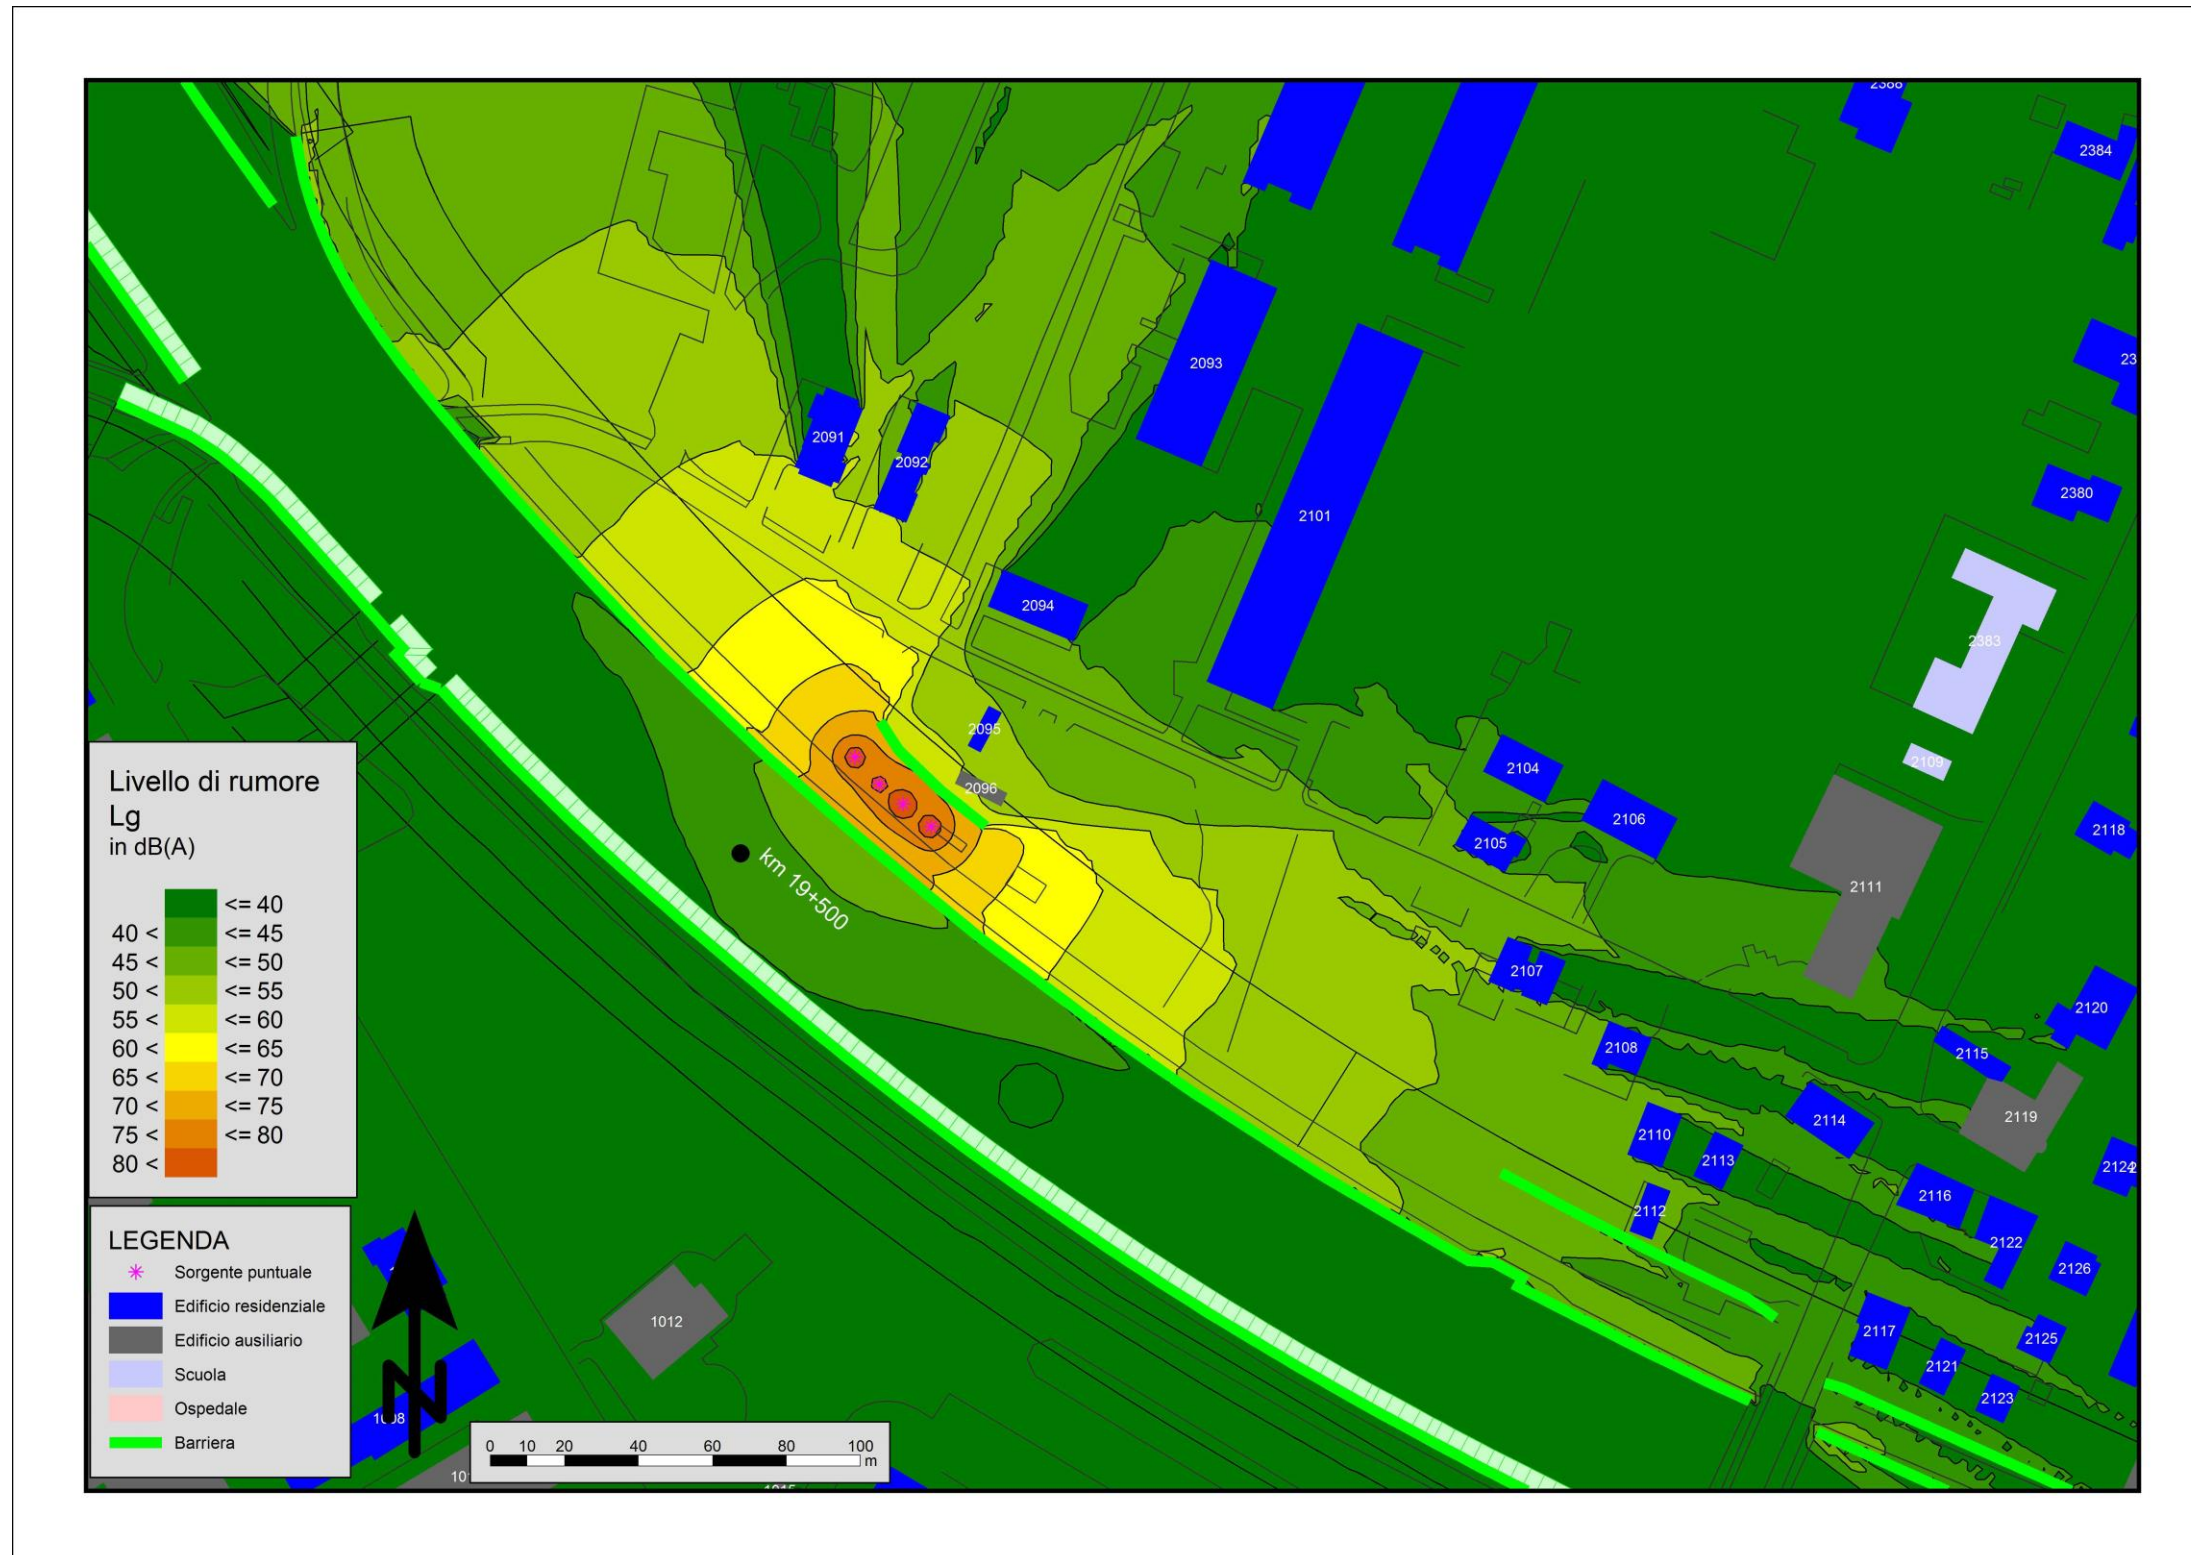 2388
2384
2093
23
2091
2092
2380
2101
2094
2383
2095
2104
2109
2096
2106
2118
2105
km 19+500
2111
2107
2120
2108
2115
2114
2119
2110
2113
2124
2116
2112
2122
2126
2117
2125
2121
2123
1012
1008
Livello di rumore
Lg
in dB(A)
<= 40
40 < <= 45
45 < <= 50
50 < <= 55
55 < <= 60
60 < <= 65
65 < <= 70
70 < <= 75
75 < <= 80
80 <
LEGENDA
Sorgente puntuale
Edificio residenziale
Edificio ausiliario
Scuola
Ospedale
Barriera
N
0 10 20 40 60 80 100
m